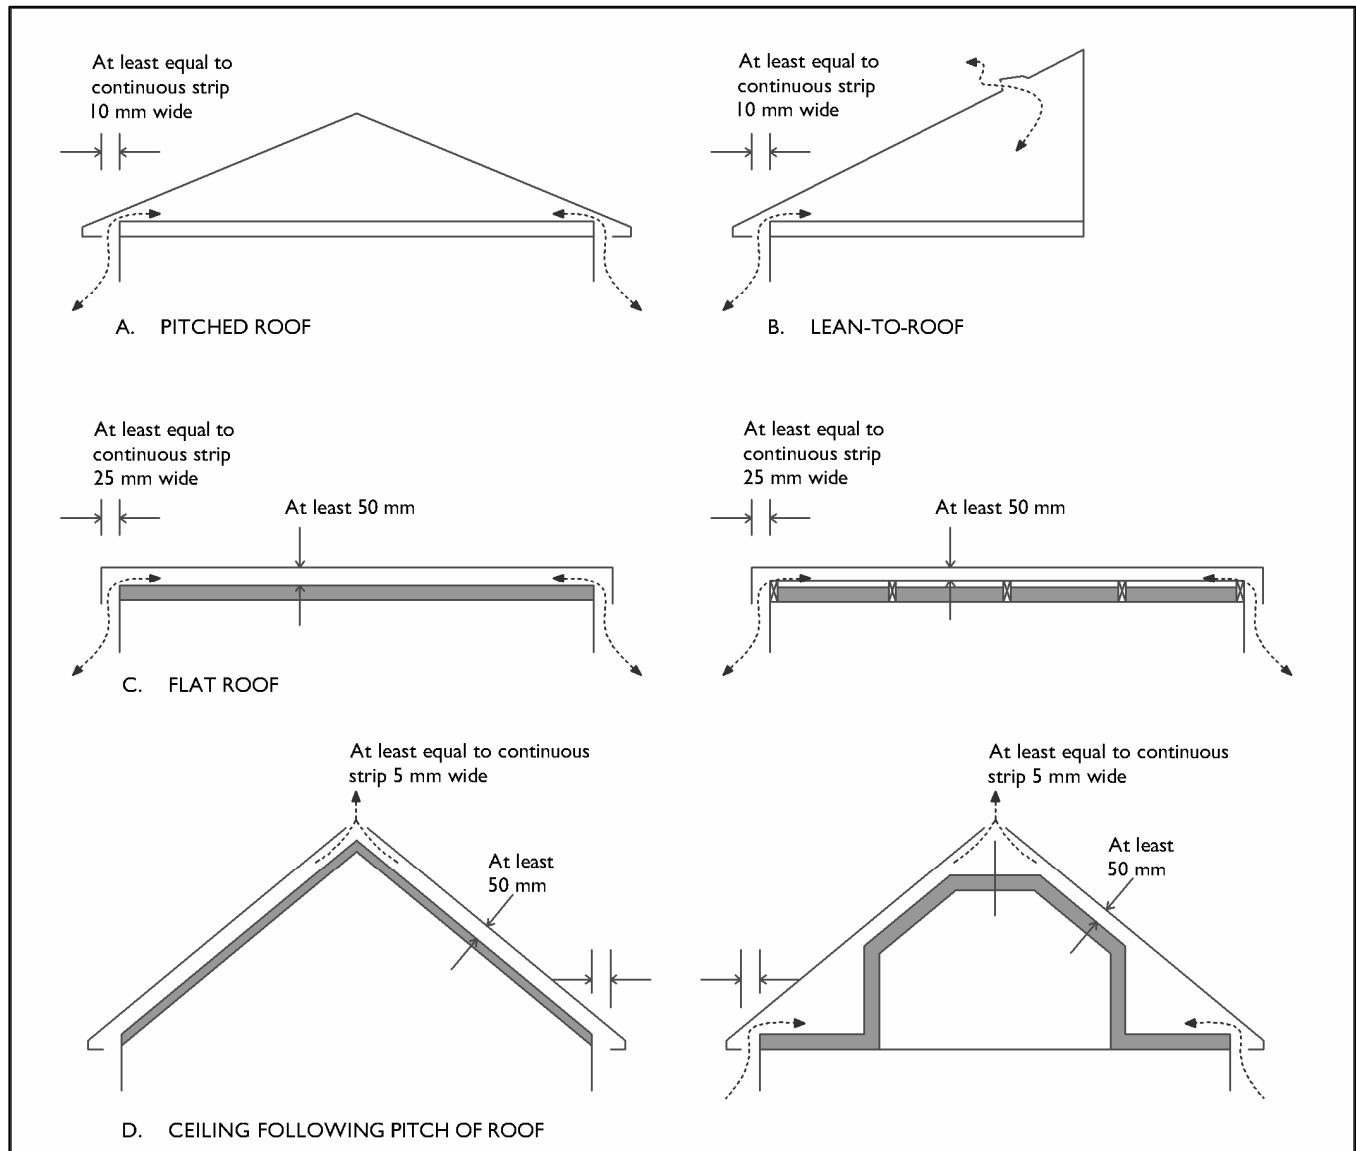 At least equal to
continuous strip
10 mm wide
A. PITCHED ROOF
At least equal to
continuous strip
10 mm wide
B. LEAN-TO-ROOF
At least equal to
continuous strip
25 mm wide
At least 50 mm
C. FLAT ROOF
At least equal to
continuous strip
25 mm wide
At least 50 mm
At least equal to continuous
strip 5 mm wide
At least
50 mm
At least equal to continuous
strip 5 mm wide
At least
50 mm
D. CEILING FOLLOWING PITCH OF ROOF